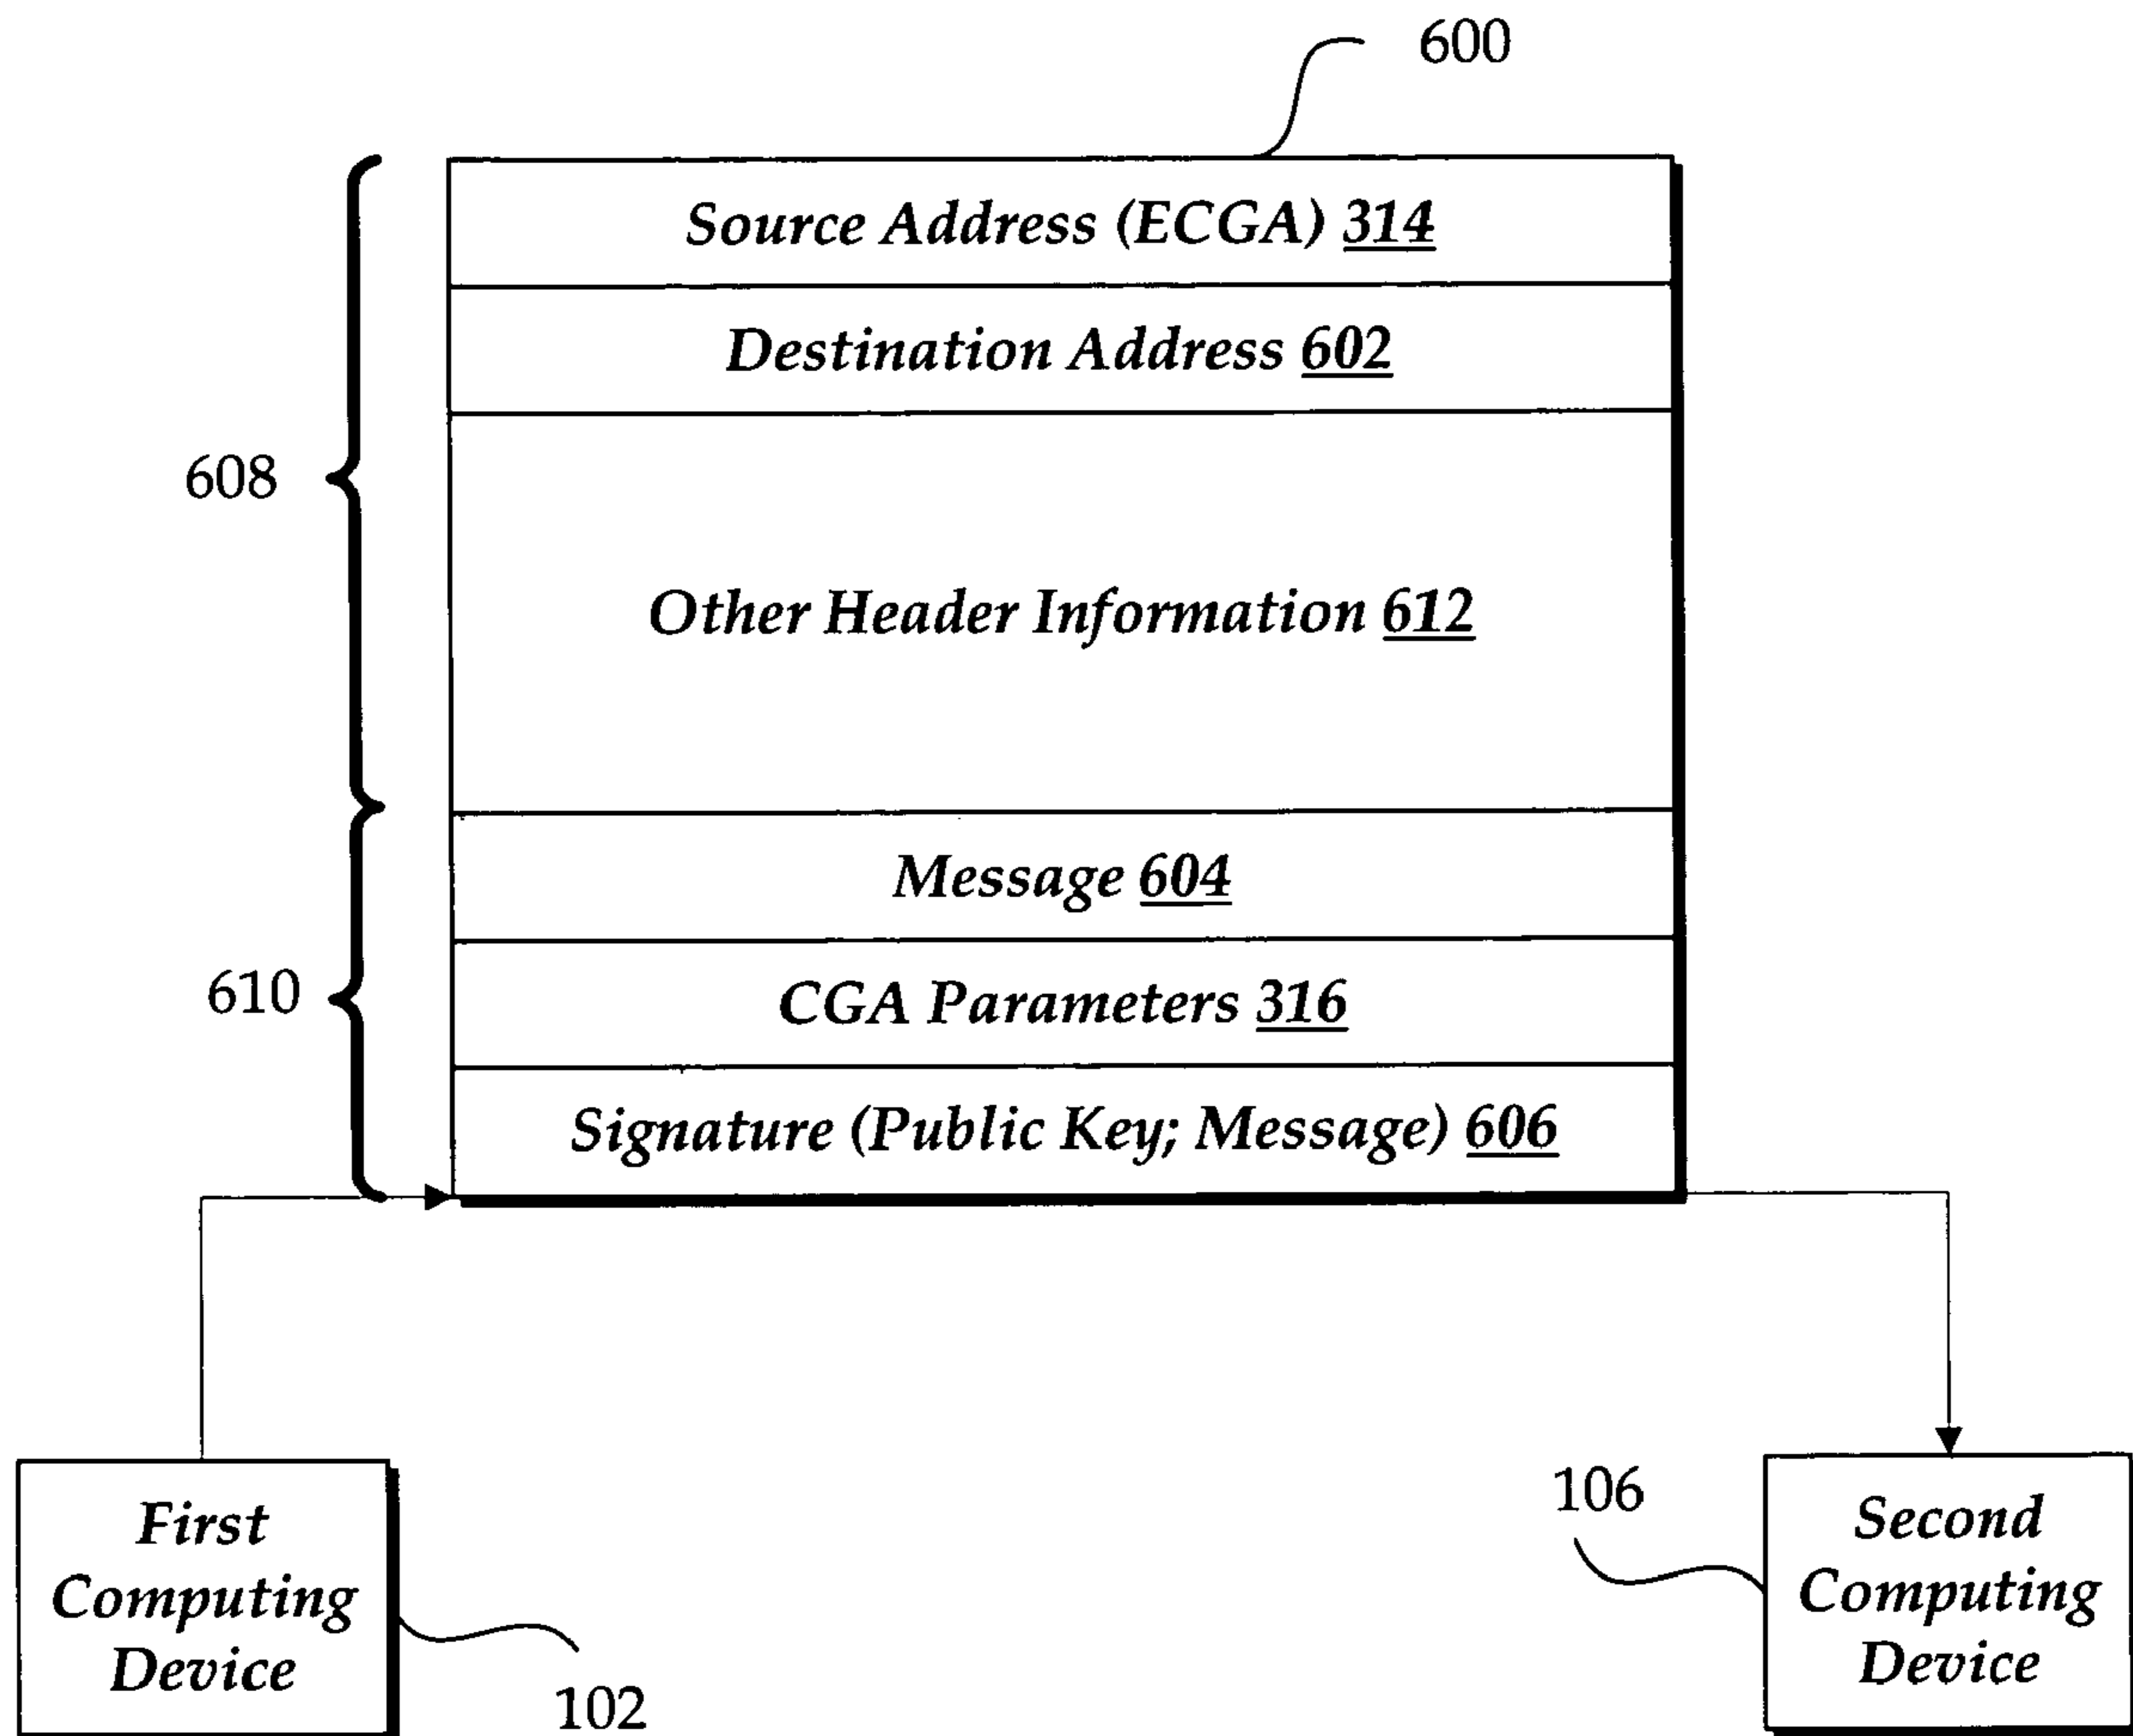 600
Source Address (ECGA) 314
Destination Address 602
608
Other Header Information 612
Message 604
610
CGA Parameters 316
Signature (Public Key; Message) 606
First
Computing
Device
102
106
Second
Computing
Device